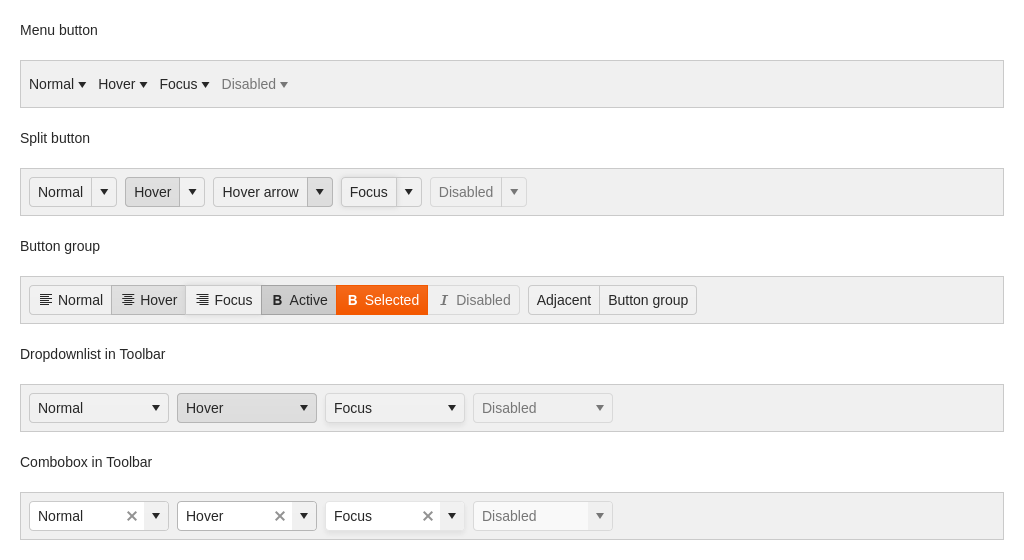 Menu button
Normal Hover Focus Disabled
Split button
Normal Hover Hover arrow Focus Disabled
Button group
Normal Hover Focus B Active B Selected I Disabled Adjacent Button group
Dropdownlist in Toolbar
Normal Hover Focus Disabled
Combobox in Toolbar
Normal Hover Focus Disabled